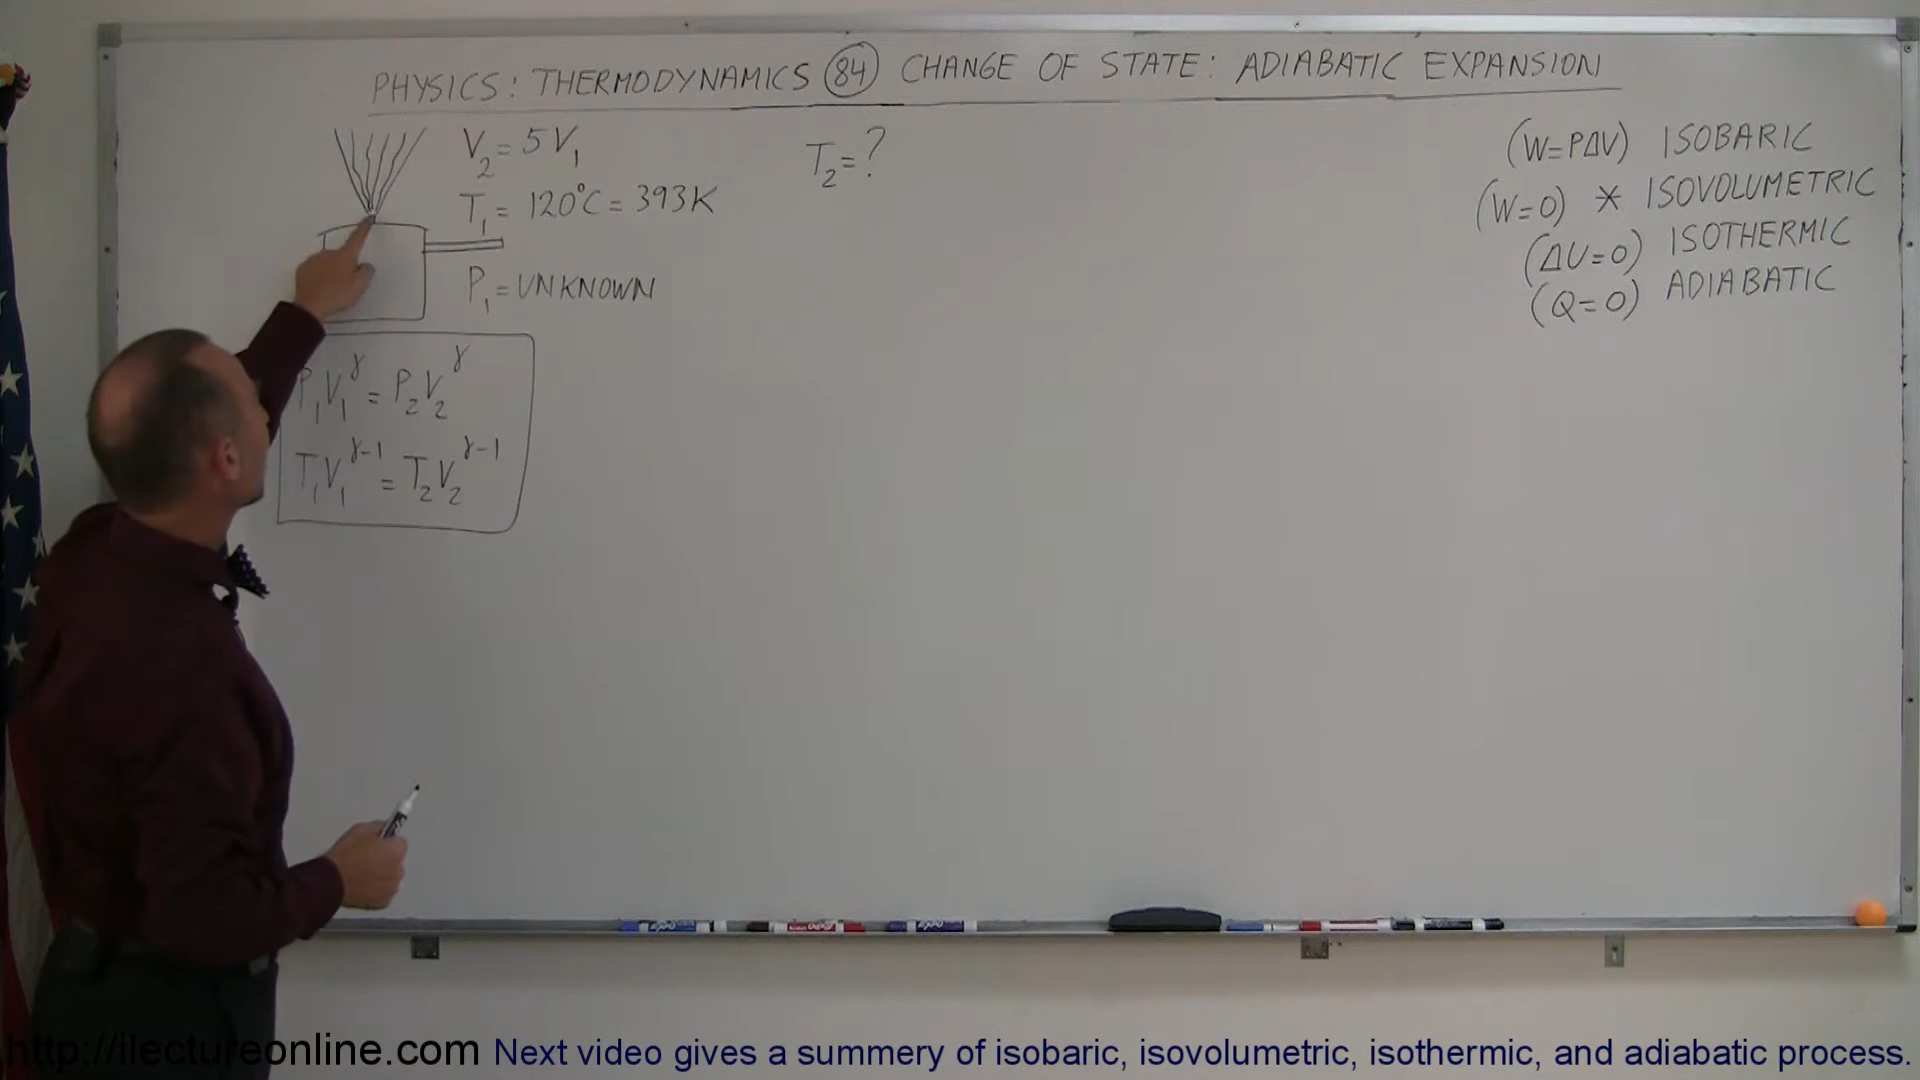 PHYSICS: THERMODYNAMICS 84 CHANGE OF STATE: ADIABATIC EXPANSION
V₂ = 5V₁
T₁ = 120°C = 393K
P₁ = UNKNOWN
T₂ = ?
P₁V₁^γ = P₂V₂^γ
T₁V₁^γ-1 = T₂V₂^γ-1
(W=PΔV) ISOBARIC
(W=0) * ISOVOLUMETRIC
(ΔU=0) ISOTHERMIC
(Q=0) ADIABATIC
http://ilectureonline.com Next video gives a summery of isobaric, isovolumetric, isothermic, and adiabatic process.